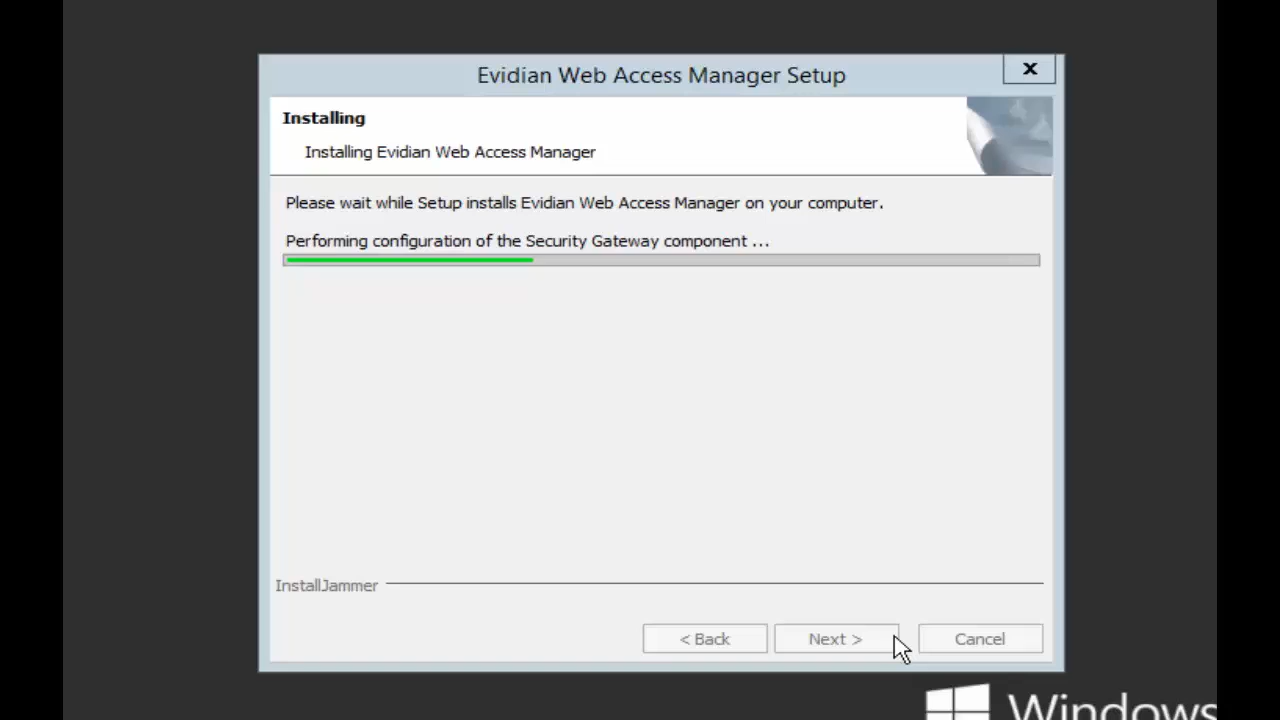 Evidian Web Access Manager Setup
X
Installing
Installing Evidian Web Access Manager
Please wait while Setup installs Evidian Web Access Manager on your computer.
Performing configuration of the Security Gateway component ...
InstallJammer
< Back
Next >
Cancel
Windows